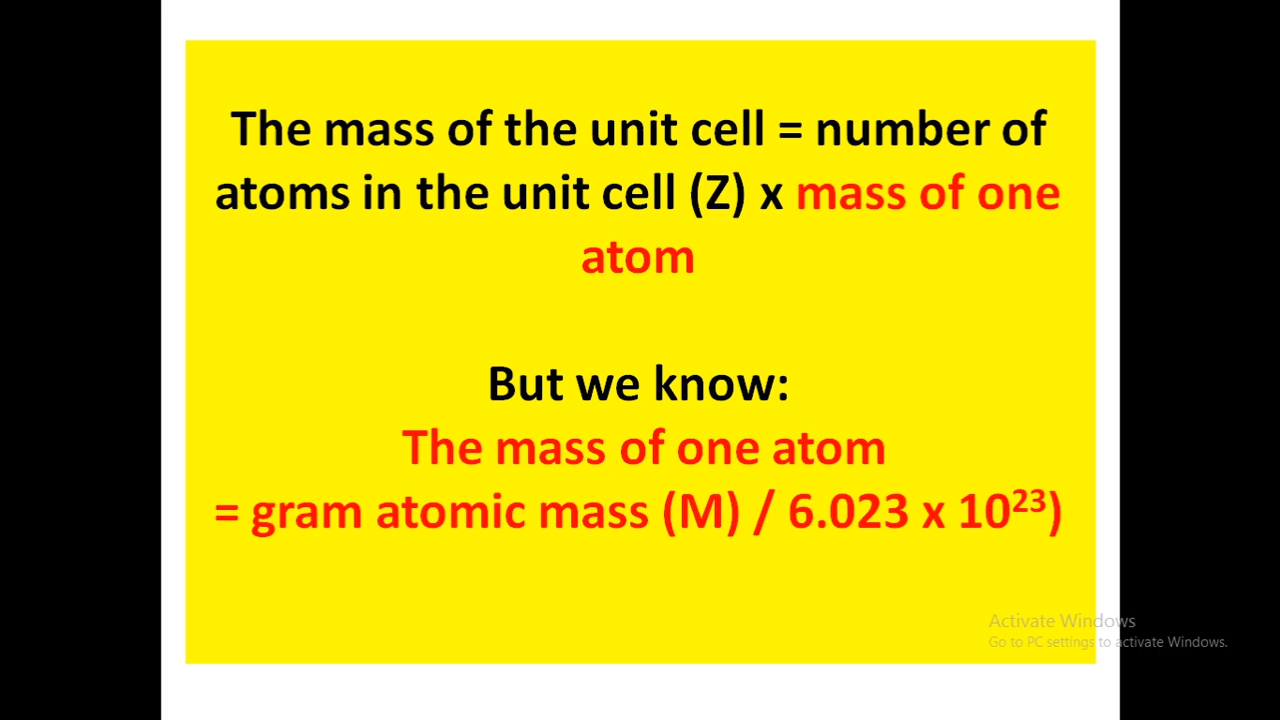 The mass of the unit cell = number of
atoms in the unit cell (Z) x mass of one
atom
But we know:
The mass of one atom
= gram atomic mass (M) / 6.023 x 10²³)
Activate Windows
Go to PC settings to activate Windows.